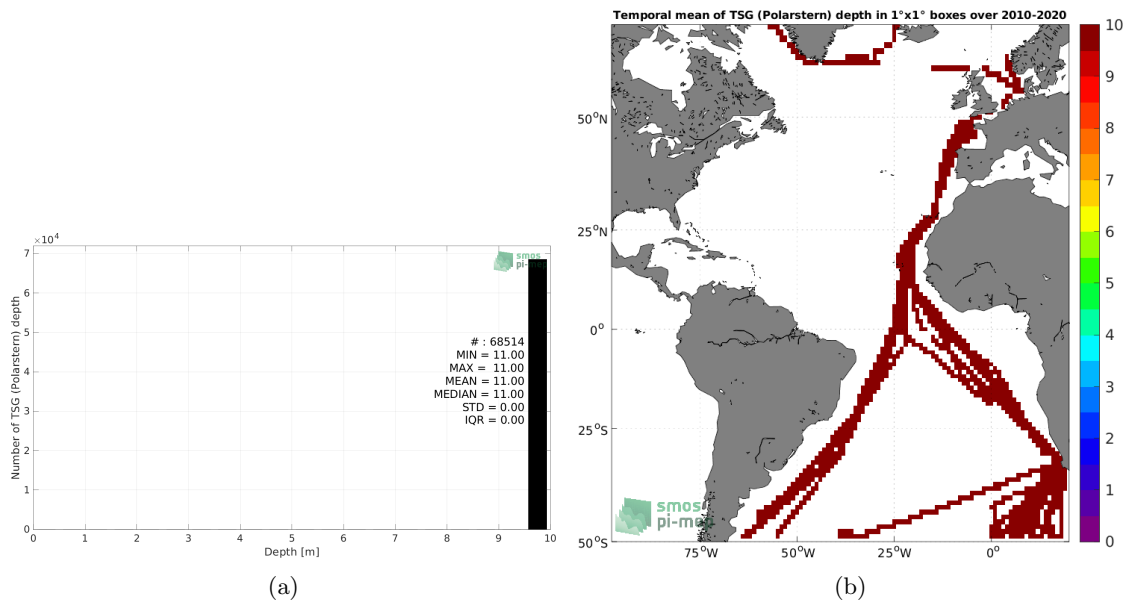 ×10⁴
7
6
5
4
3
2
1
0
Number of TSG (Polarstern) depth
smos
pi-mep
# : 68514
MIN = 11.00
MAX = 11.00
MEAN = 11.00
MEDIAN = 11.00
STD = 0.00
IQR = 0.00
0 1 2 3 4 5 6 7 8 9 10
Depth [m]
(a)
Temporal mean of TSG (Polarstern) depth in 1°x1° boxes over 2010-2020
50°N
25°N
0°
25°S
50°S
75°W 50°W 25°W 0°
smos
pi-mep
10
9
8
7
6
5
4
3
2
1
0
(b)